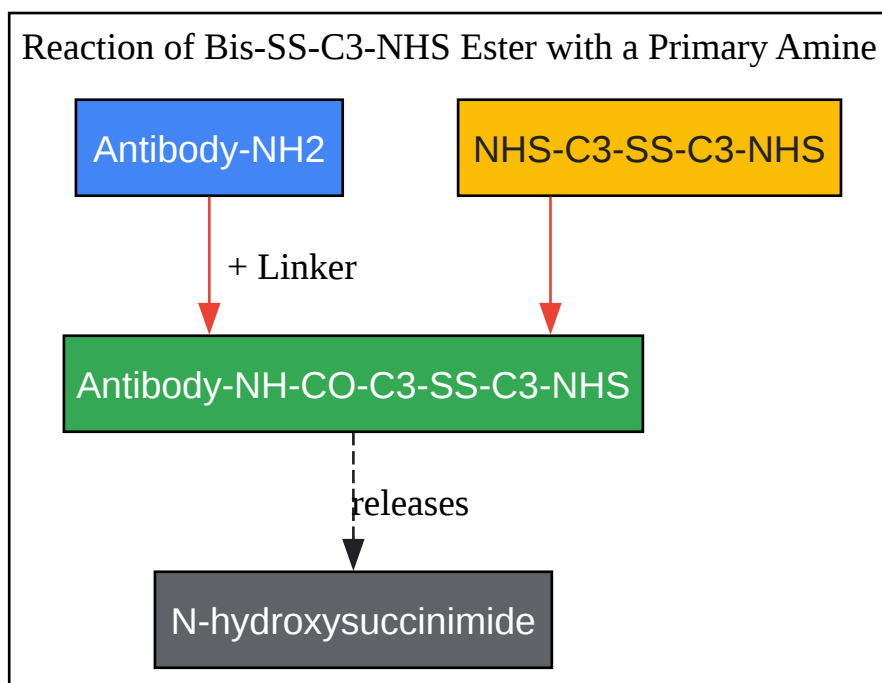 Reaction of Bis-SS-C3-NHS Ester with a Primary Amine
Antibody-NH2
NHS-C3-SS-C3-NHS
+ Linker
Antibody-NH-CO-C3-SS-C3-NHS
releases
N-hydroxysuccinimide